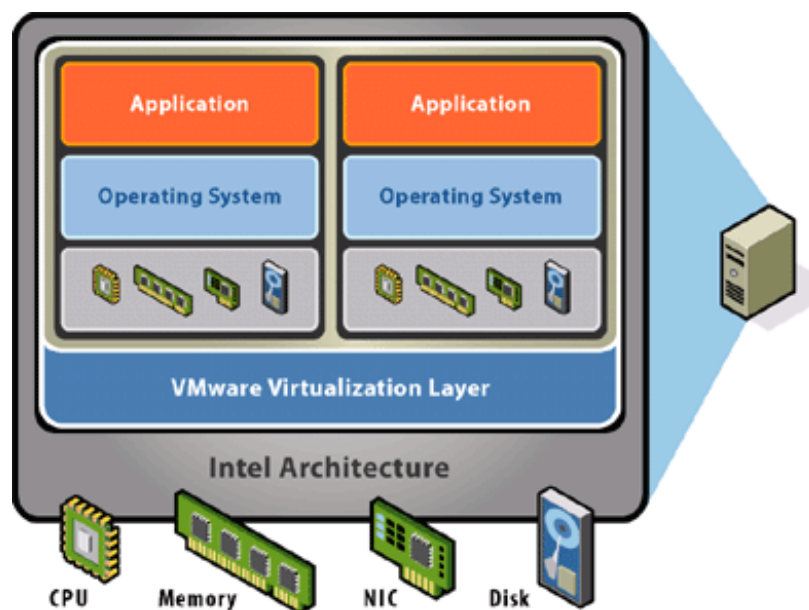 Application
Application
Operating System
Operating System
VMware Virtualization Layer
Intel Architecture
CPU
Memory
NIC
Disk